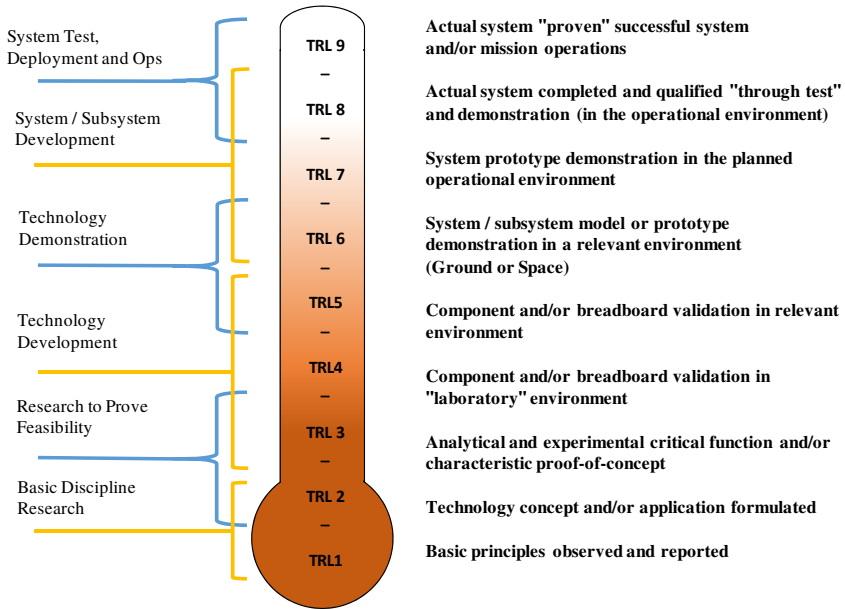 System Test,
Deployment and Ops
System / Subsystem
Development
Technology
Demonstration
Technology
Development
Research to Prove
Feasibility
Basic Discipline
Research
TRL 9
–
TRL 8
–
TRL 7
–
TRL 6
–
TRL5
–
TRL4
–
TRL 3
–
TRL 2
–
TRL1
Actual system "proven" successful system
and/or mission operations
Actual system completed and qualified "through test"
and demonstration (in the operational environment)
System prototype demonstration in the planned
operational environment
System / subsystem model or prototype
demonstration in a relevant environment
(Ground or Space)
Component and/or breadboard validation in relevant
environment
Component and/or breadboard validation in
"laboratory" environment
Analytical and experimental critical function and/or
characteristic proof-of-concept
Technology concept and/or application formulated
Basic principles observed and reported